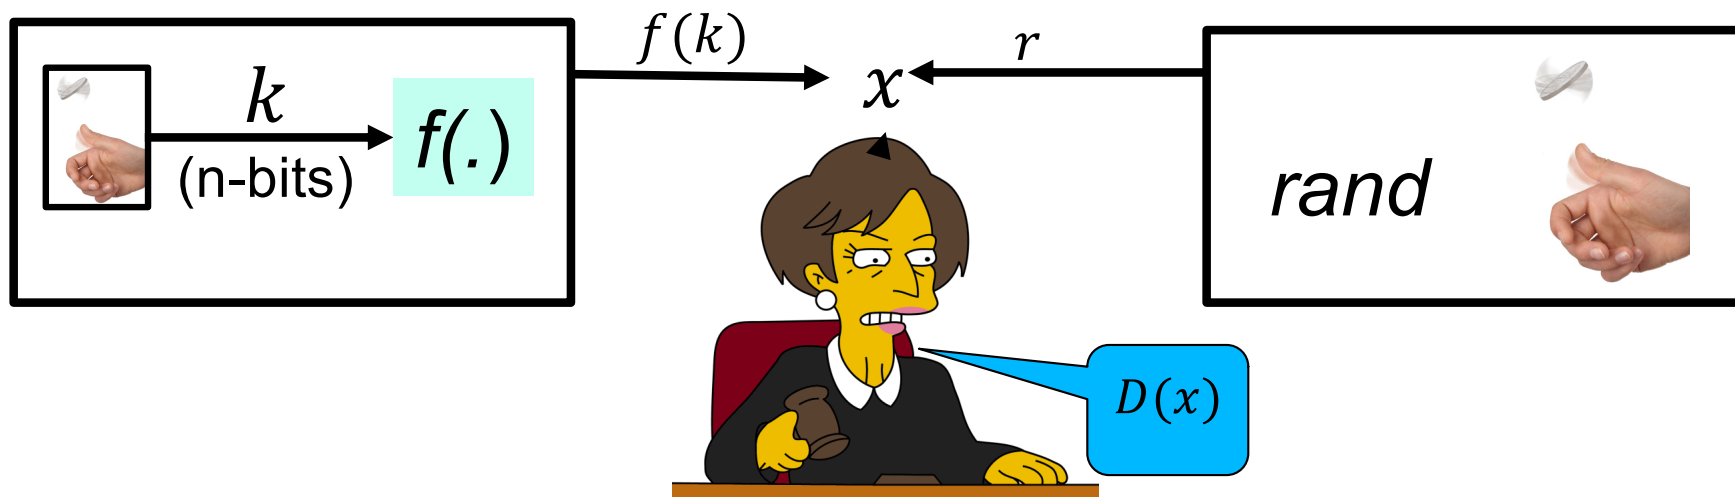 k
(n-bits)
f(.)
f(k)
x
r
rand
D(x)